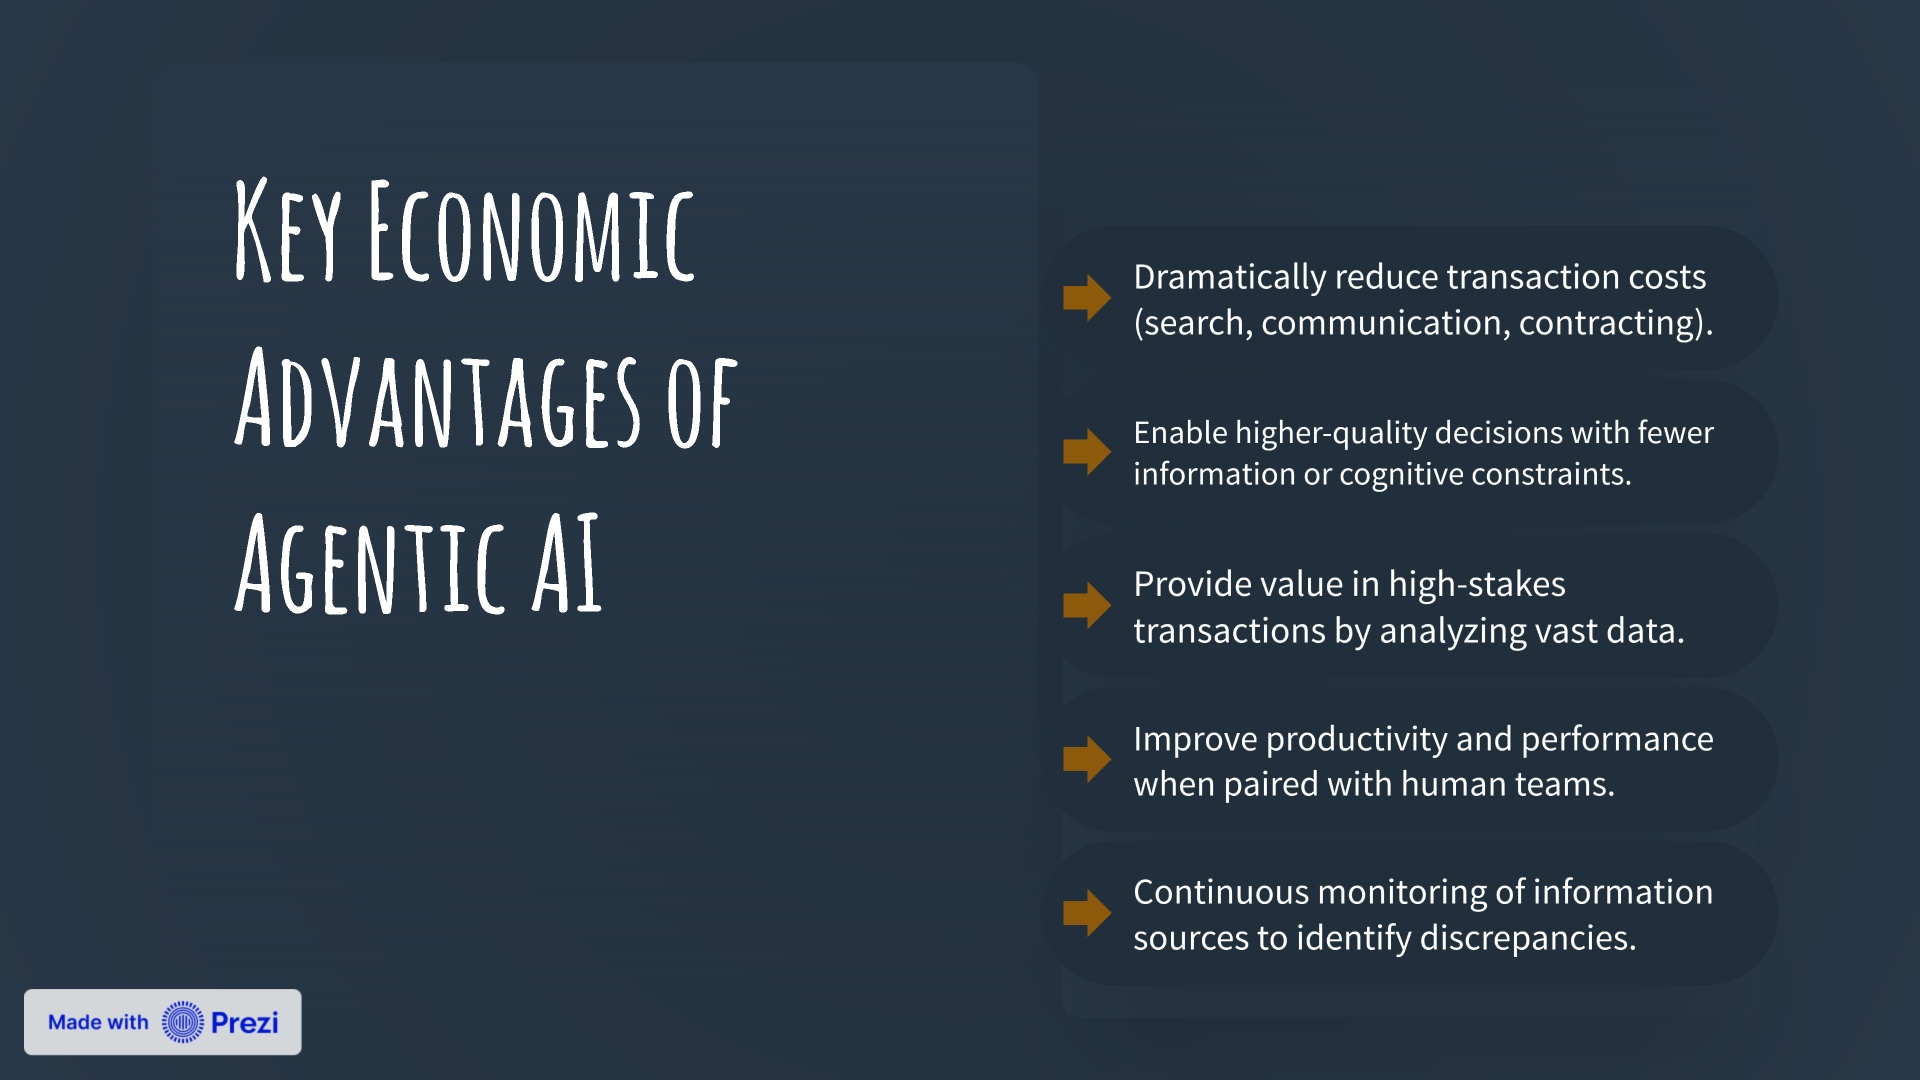 Key Economic
Advantages of
Agentic AI
Dramatically reduce transaction costs
(search, communication, contracting).
Enable higher-quality decisions with fewer
information or cognitive constraints.
Provide value in high-stakes
transactions by analyzing vast data.
Improve productivity and performance
when paired with human teams.
Continuous monitoring of information
sources to identify discrepancies.
Made with Prezi